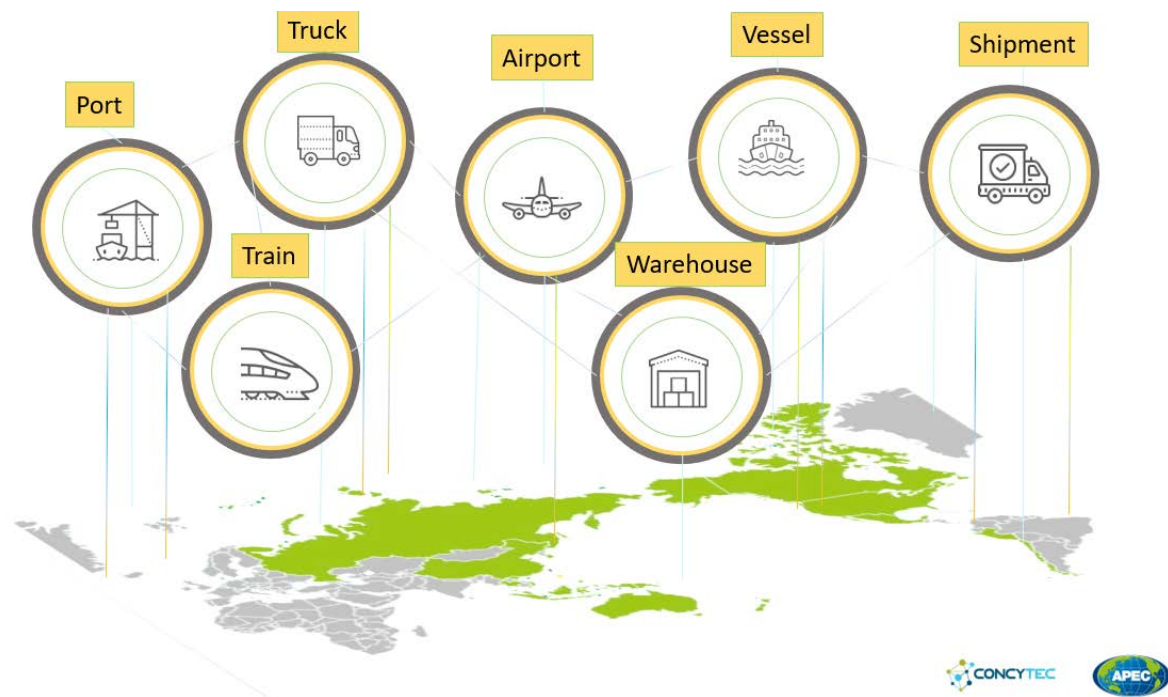 Truck
Vessel
Shipment
Airport
Port
Train
Warehouse
CONCYTEC
APEC